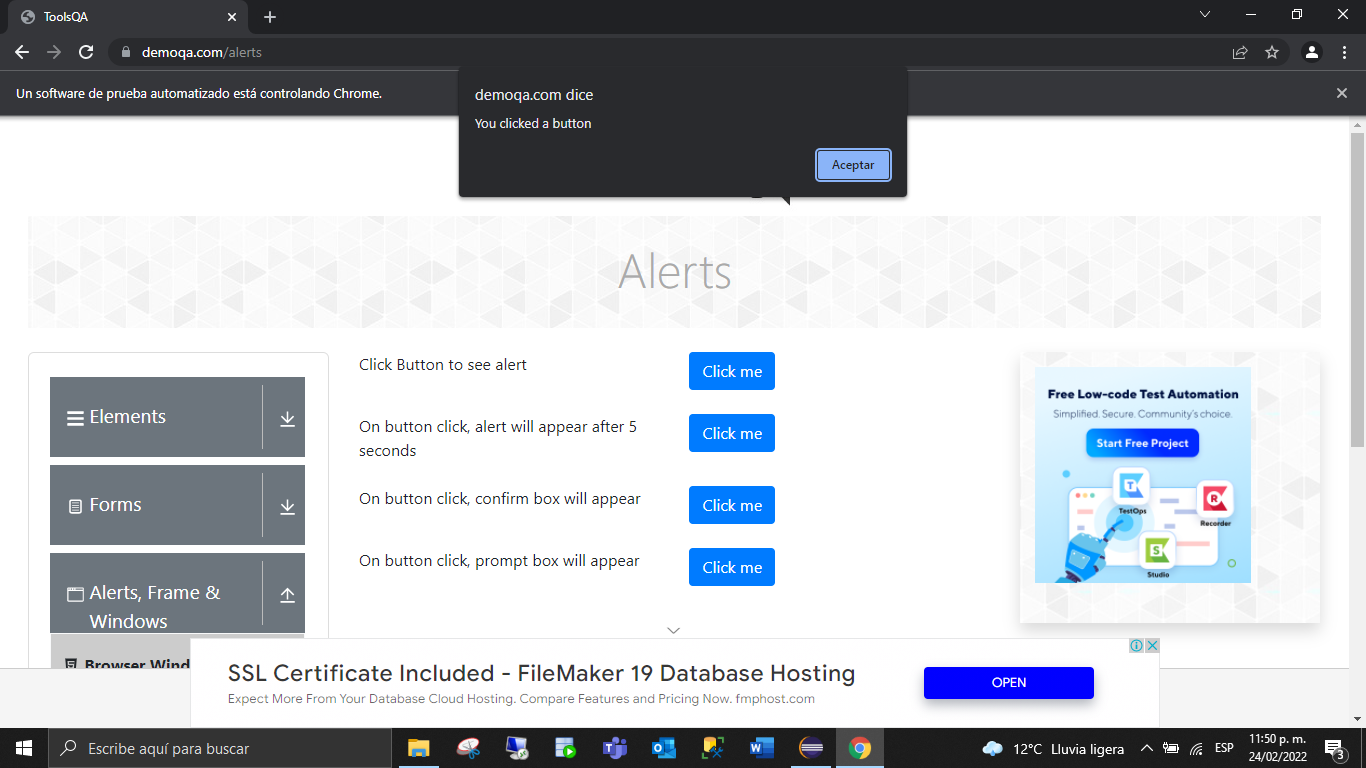 ToolsQA
demoqa.com/alerts
Un software de prueba automatizado está controlando Chrome.
demoqa.com dice
You clicked a button
Aceptar
Alerts
Elements
Forms
Alerts, Frame &
Windows
Browser Wind
Click Button to see alert
Click me
On button click, alert will appear after 5
seconds
Click me
On button click, confirm box will appear
Click me
On button click, prompt box will appear
Click me
Free Low-code Test Automation
Simplified. Secure. Community's choice.
Start Free Project
TestOps
Recorder
Studio
SSL Certificate Included - FileMaker 19 Database Hosting
Expect More From Your Database Cloud Hosting. Compare Features and Pricing Now. fmphost.com
OPEN
Escribe aquí para buscar
12°C Lluvia ligera
ESP
11:50 p. m.
24/02/2022
3